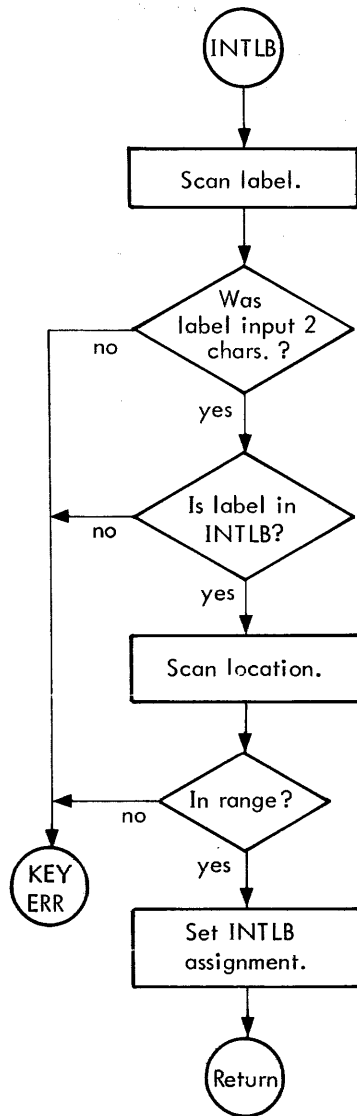 INTLB
Scan label.
Was
label input 2
chars. ?
no
yes
Is label in
INTLB?
no
yes
Scan location.
In range?
no
yes
KEY
ERR
Set INTLB
assignment.
Return